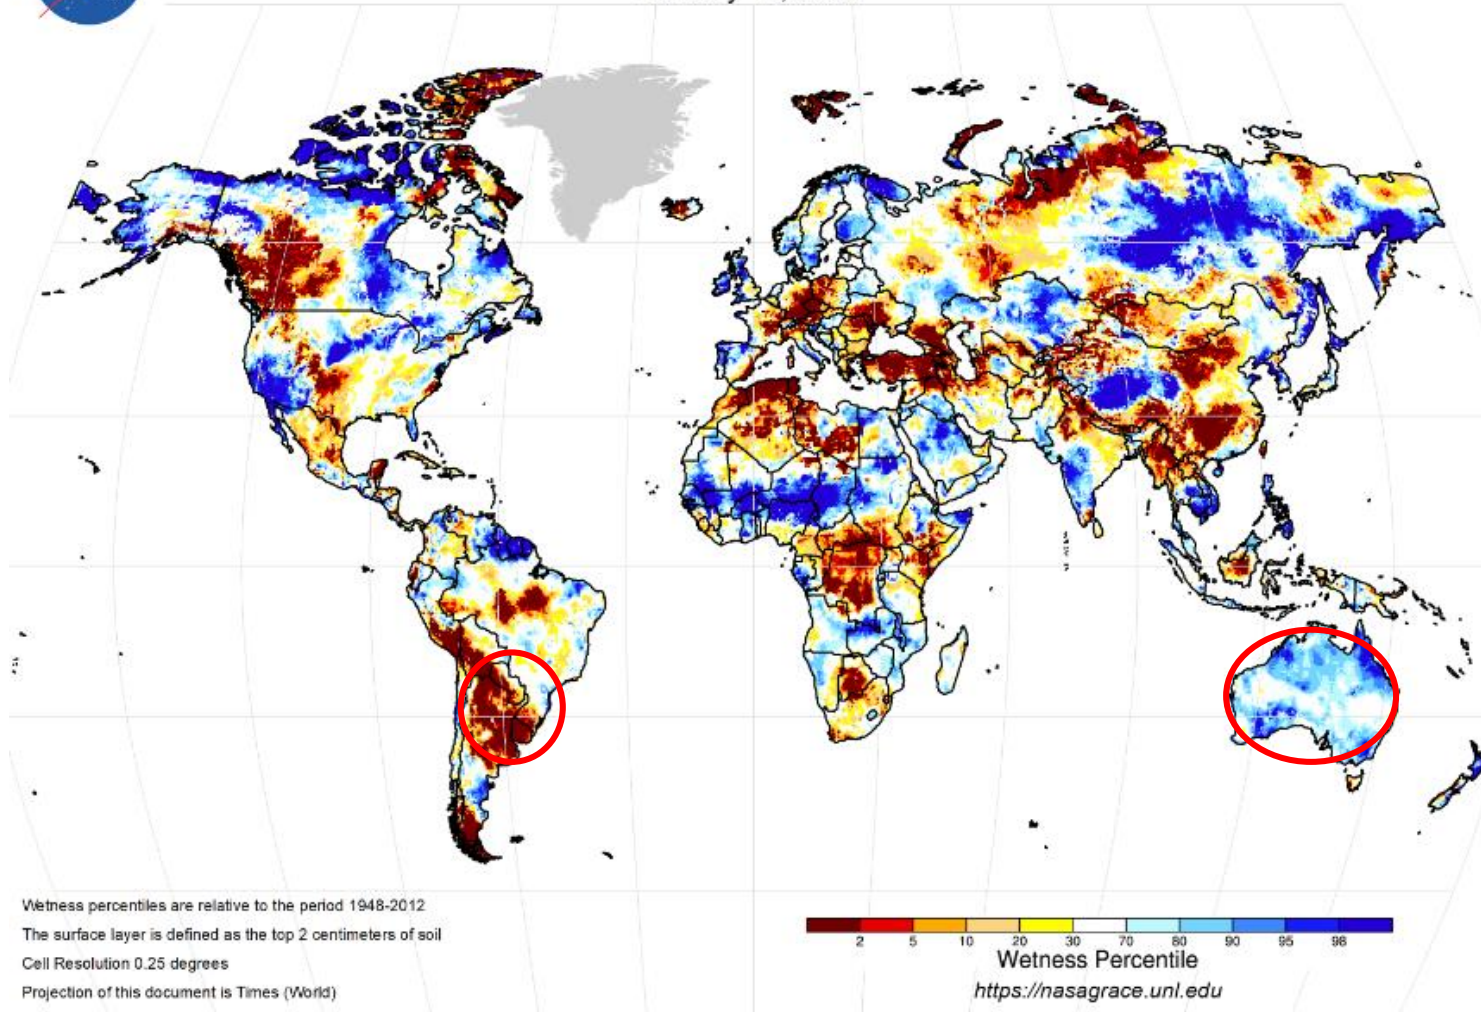 Wetness percentiles are relative to the period 1948-2012
The surface layer is defined as the top 2 centimeters of soil
Cell Resolution 0.25 degrees
Projection of this document is Times (World)
2 5 10 20 30 70 80 90 95 98
Wetness Percentile
https://nasagrace.unl.edu